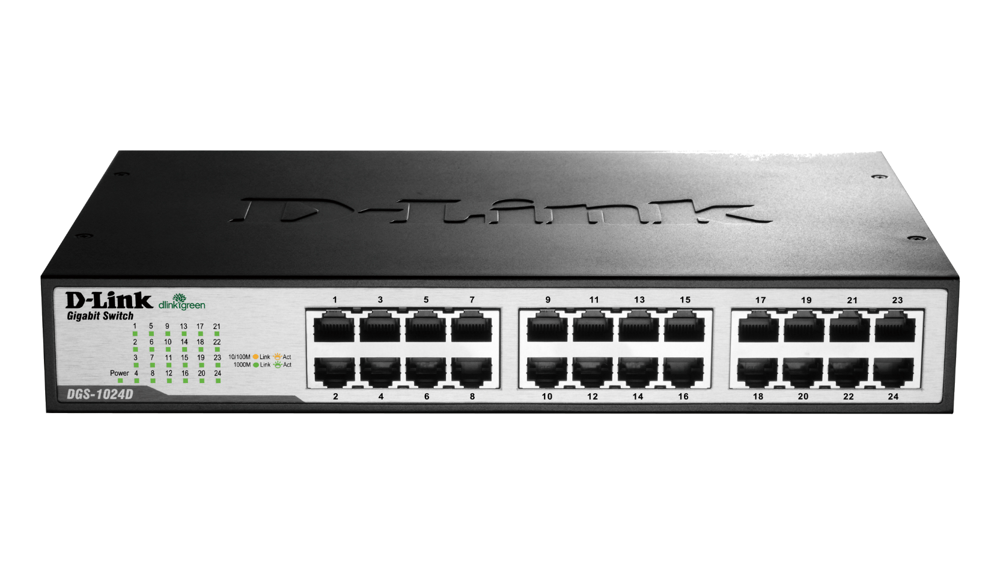 D-Link
D-Link dlinkgreen
Gigabit Switch
1 5 9 13 17 21
2 6 10 14 18 22
3 7 11 15 19 23
Power 4 8 12 16 20 24
10/100M Link Act
1000M Link Act
DGS-1024D
1 3 5 7 9 11 13 15 17 19 21 23
2 4 6 8 10 12 14 16 18 20 22 24